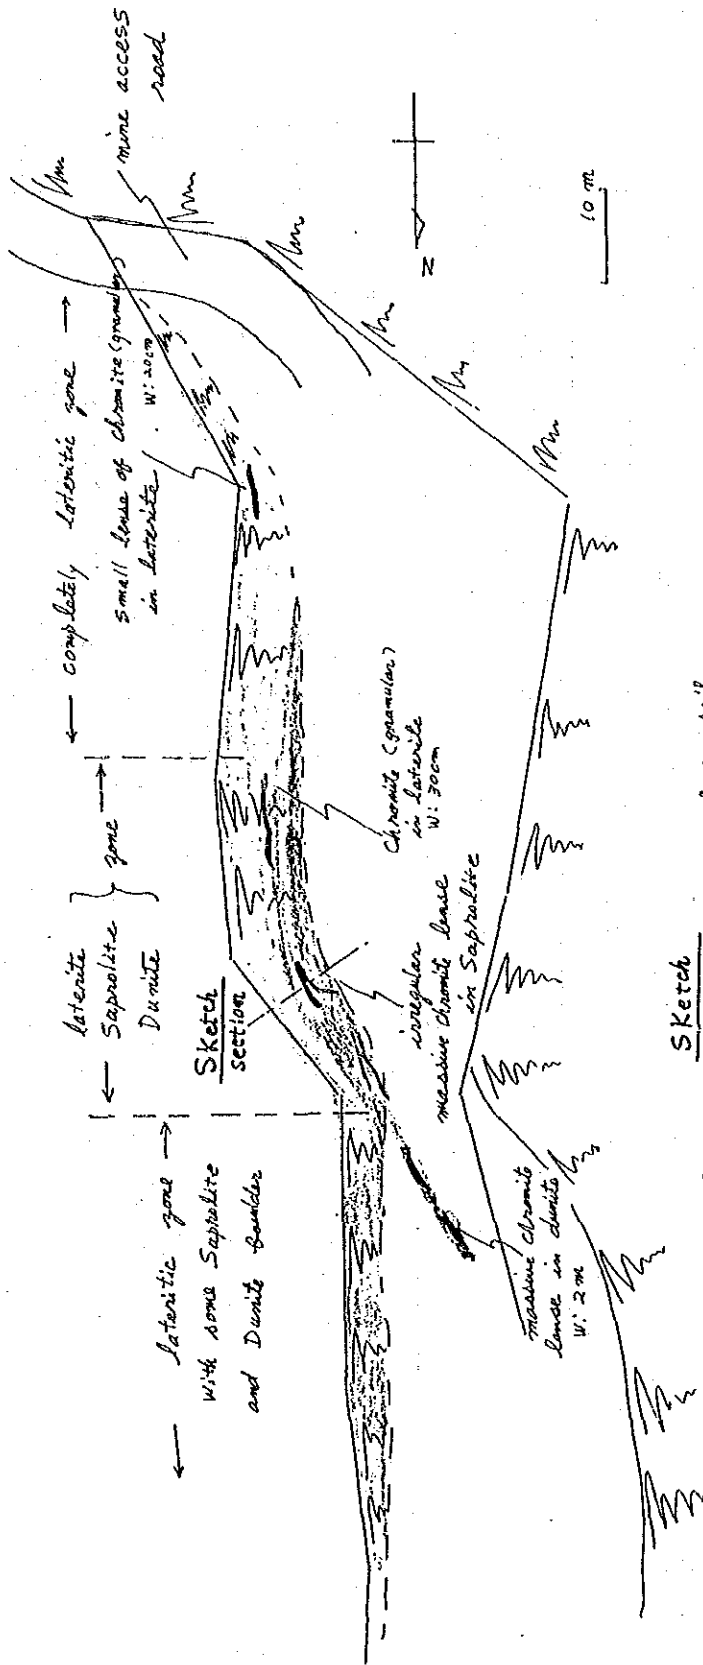 ← lateritic zone →
with some Saprolite
and Dunite boulder
laterite
← Saprolite } zone →
Dunite
← completely lateritic zone →
small lense of chromite (granular)
W: 20cm
in laterite
mine access
road
Sketch
section
Chromite (granular)
in laterite
W: 30cm
irregular
massive chromite lense
in Saprolite
massive chromite
lense in dunite
W: 2m
N
10 m
Sketch